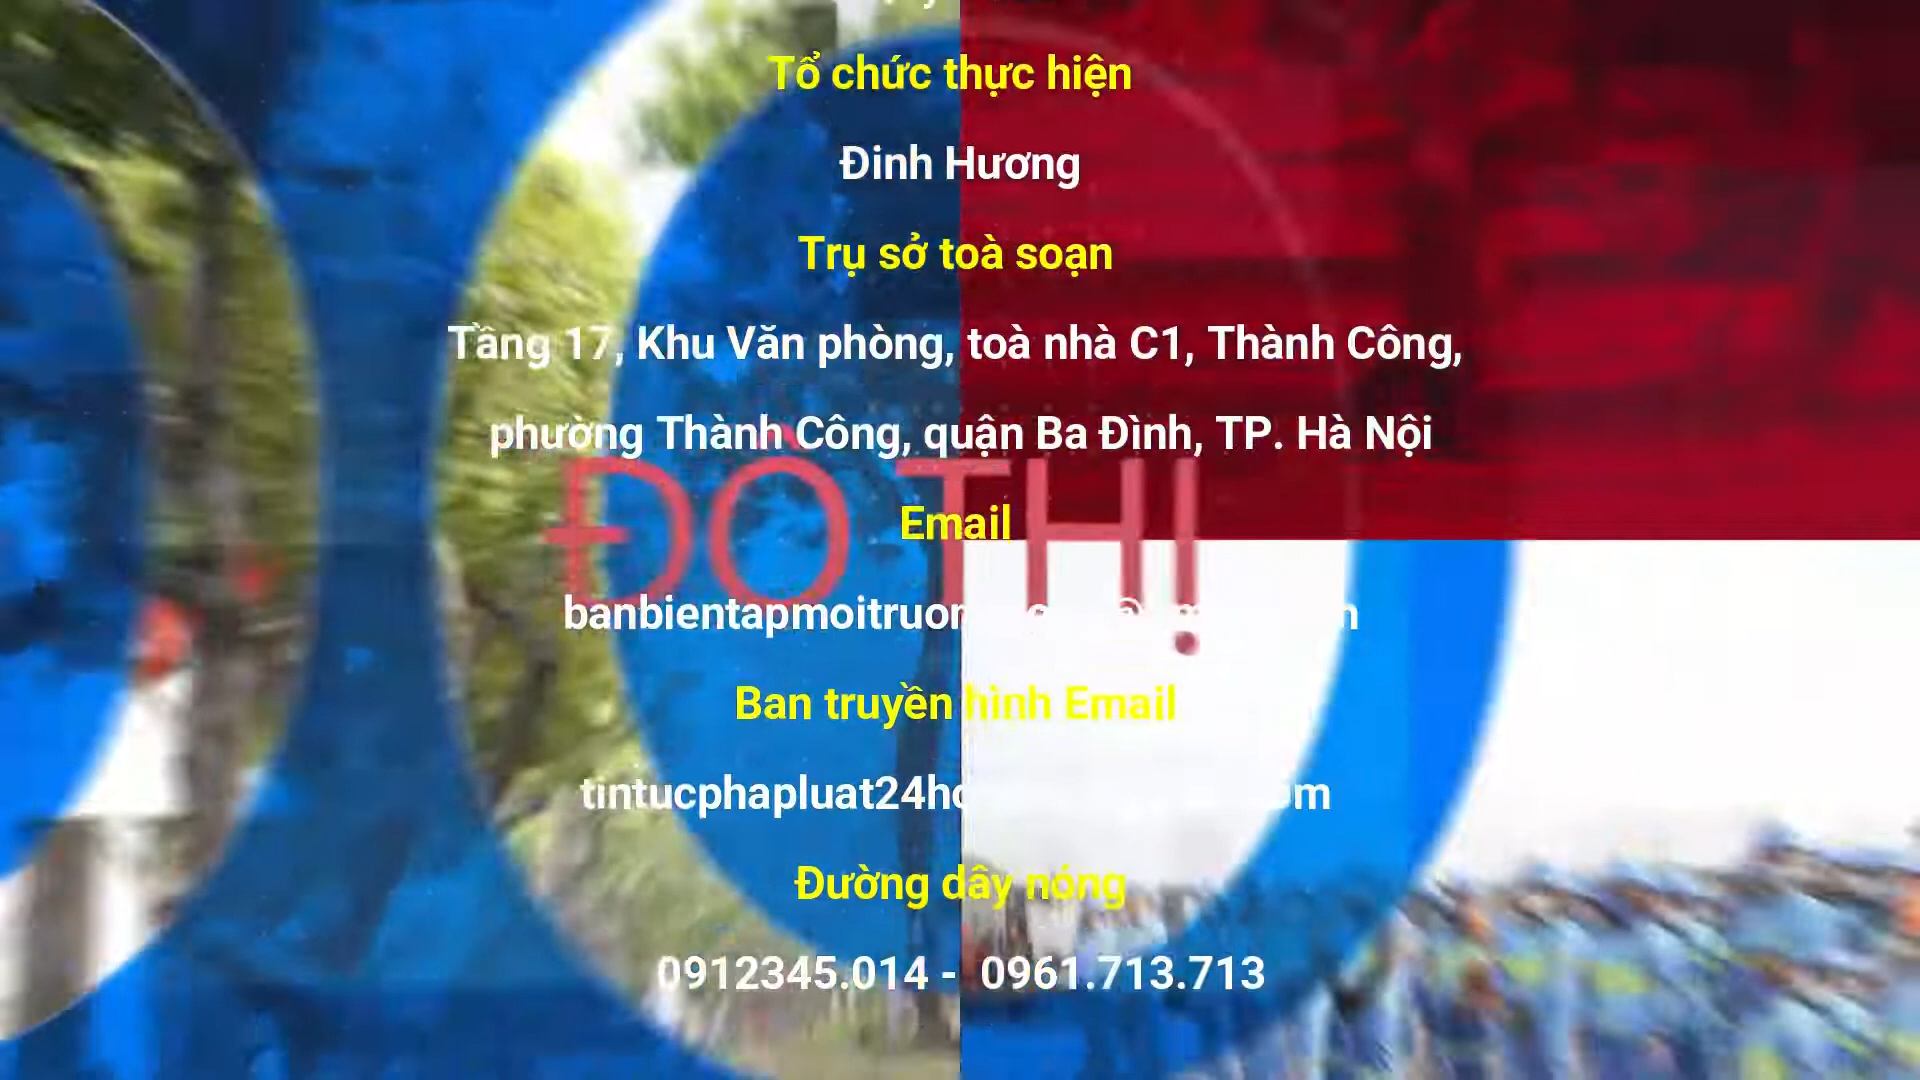 Tổ chức thực hiện
Đinh Hương
Trụ sở toà soạn
Tầng 17, Khu Văn phòng, toà nhà C1, Thành Công,
phường Thành Công, quận Ba Đình, TP. Hà Nội
ĐÔ THỊ
Email
Ban truyền hình Email
Đường dây nóng
0912345.014 - 0961.713.713